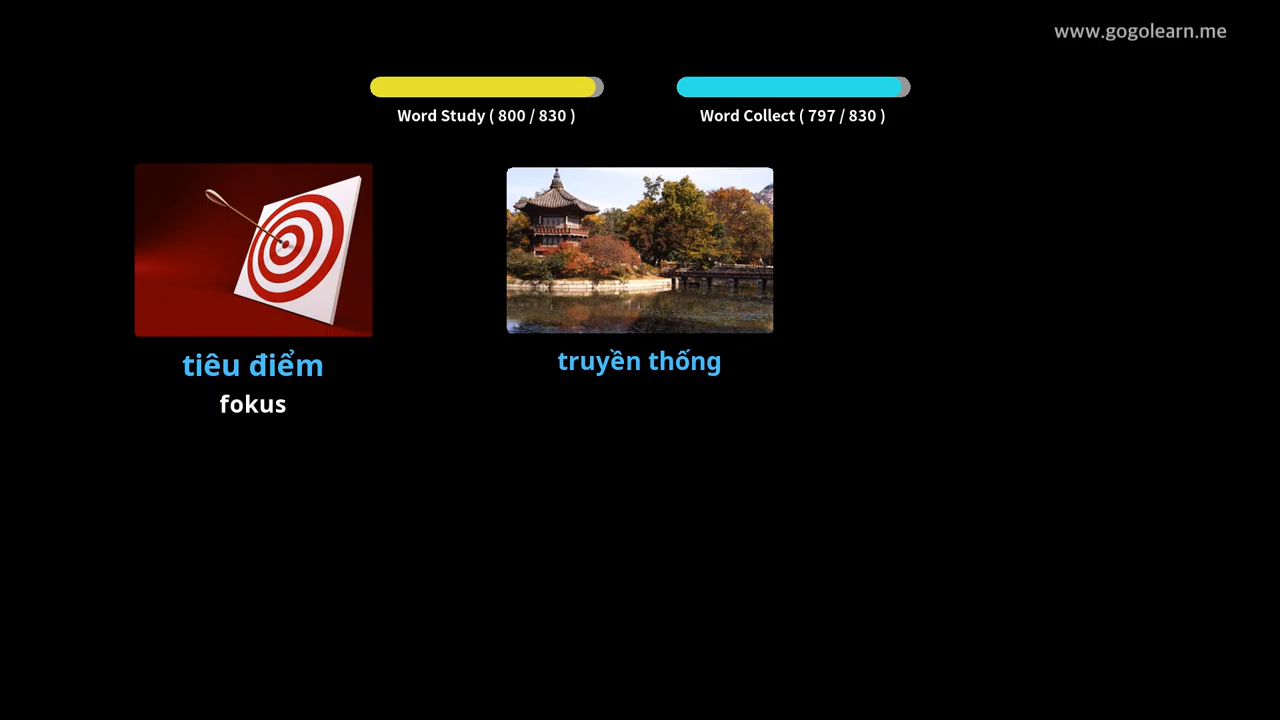 www.gogolearn.me
Word Study ( 800 / 830 )
Word Collect ( 797 / 830 )
tiêu điểm
fokus
truyền thống